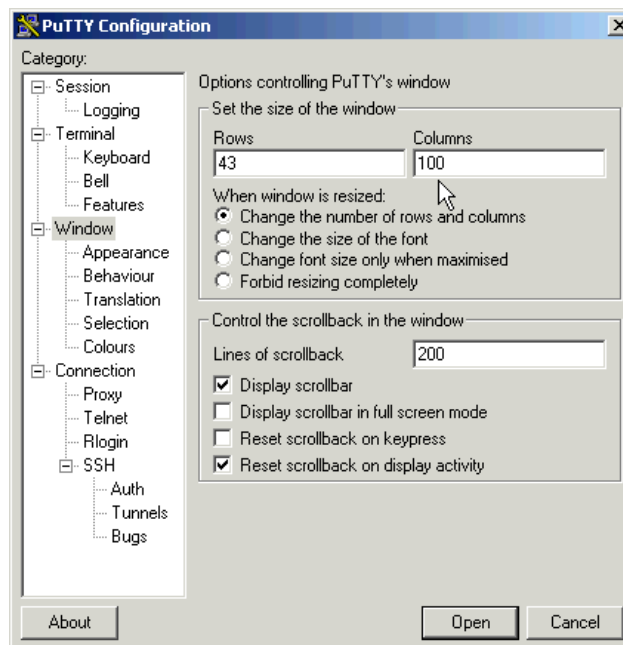 PuTTY Configuration
Category:
Session
Logging
Terminal
Keyboard
Bell
Features
Window
Appearance
Behaviour
Translation
Selection
Colours
Connection
Proxy
Telnet
Rlogin
SSH
Auth
Tunnels
Bugs
Options controlling PuTTY's window
Set the size of the window
Rows Columns
43 100
When window is resized:
Change the number of rows and columns
Change the size of the font
Change font size only when maximised
Forbid resizing completely
Control the scrollback in the window
Lines of scrollback 200
Display scrollbar
Display scrollbar in full screen mode
Reset scrollback on keypress
Reset scrollback on display activity
About Open Cancel